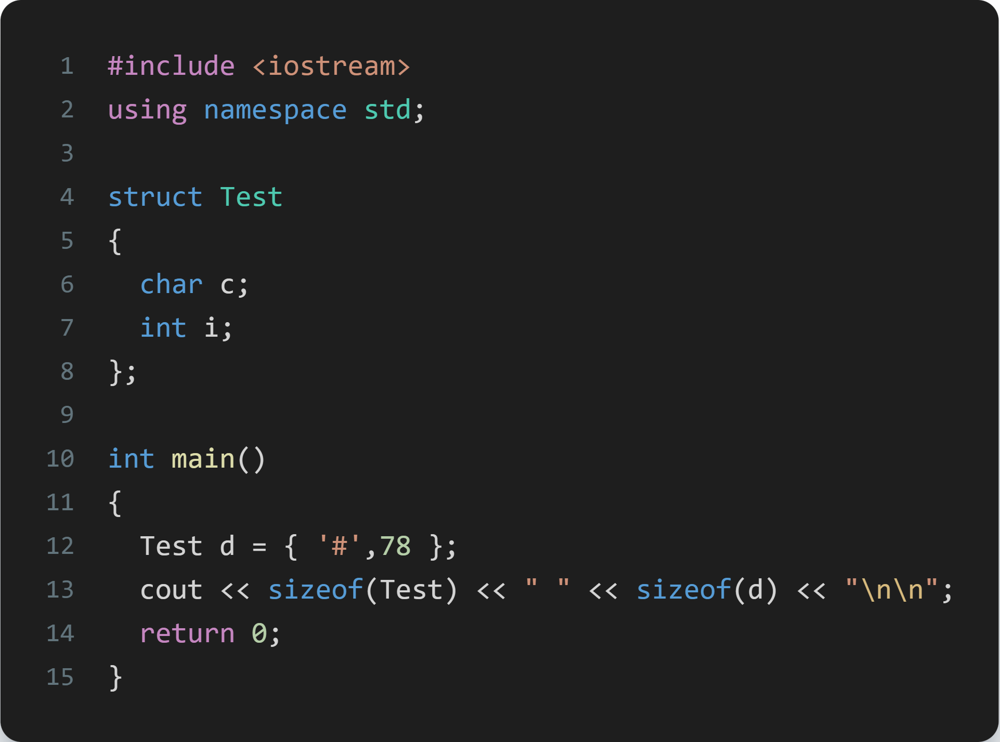 1 #include <iostream>
2 using namespace std;
3
4 struct Test
5 {
6   char c;
7   int i;
8 };
9
10 int main()
11 {
12   Test d = { '#',78 };
13   cout << sizeof(Test) << " " << sizeof(d) << "\n\n";
14   return 0;
15 }